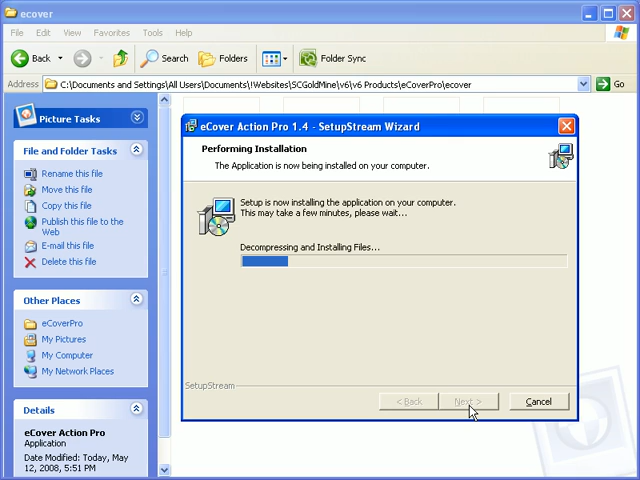 ecover
File Edit View Favorites Tools Help
Back Search Folders Folder Sync
Address C:\Documents and Settings\All Users\Documents\!Websites\SCGoldMine\v6\v6 Products\eCoverPro\ecover Go
Picture Tasks
File and Folder Tasks
Rename this file
Move this file
Copy this file
Publish this file to the
Web
E-mail this file
Delete this file
Other Places
eCoverPro
My Pictures
My Computer
My Network Places
Details
eCover Action Pro
Application
Date Modified: Today, May
12, 2008, 5:51 PM
eCover Action Pro 1.4 - SetupStream Wizard
Performing Installation
The Application is now being installed on your computer.
Setup is now installing the application on your computer.
This may take a few minutes, please wait...
Decompressing and Installing Files...
SetupStream
< Back Next > Cancel